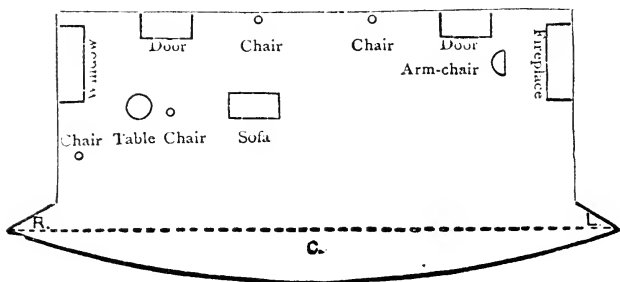 Door Chair Chair Door
Window
Fireplace
Arm-chair
Chair Table Chair Sofa
R. L.
C.